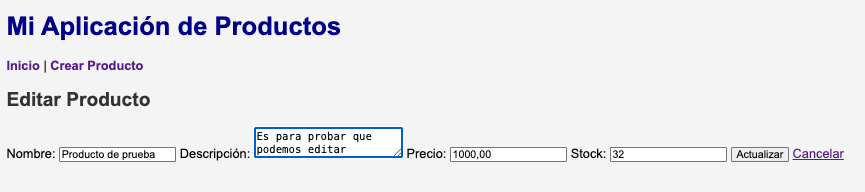 Mi Aplicación de Productos
Inicio | Crear Producto
Editar Producto
Nombre: Producto de prueba Descripción: Es para probar que podemos editar Precio: 1000,00 Stock: 32 Actualizar Cancelar